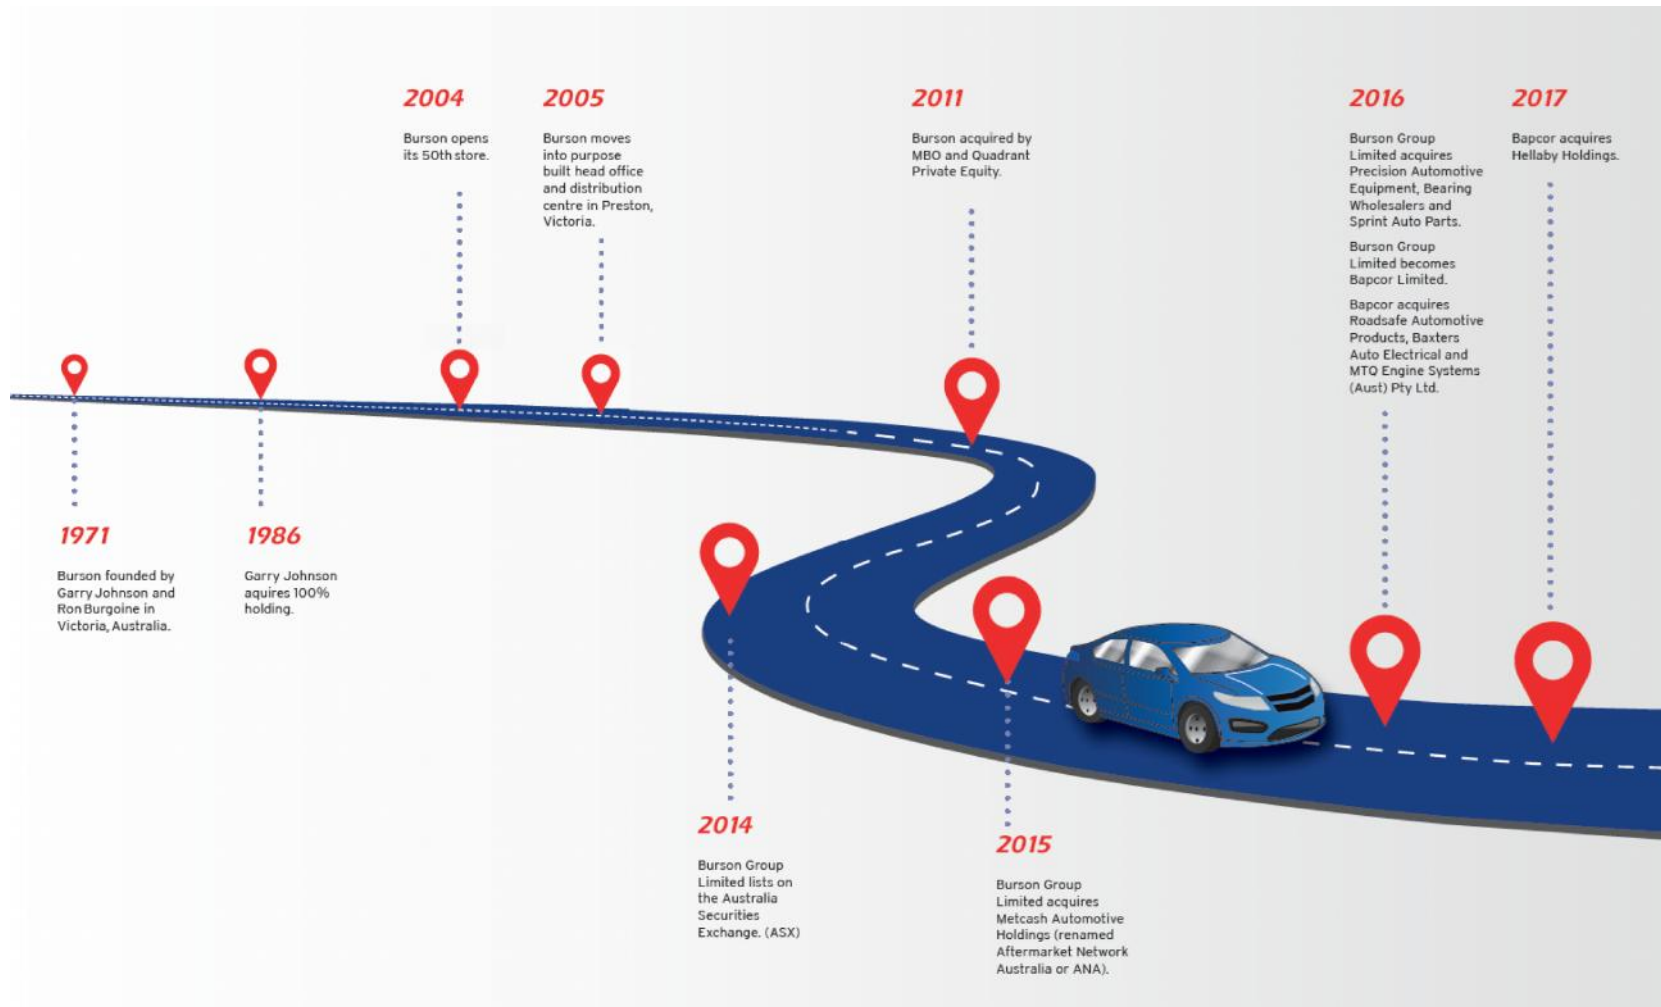 2004
Burson opens
its 50th store.
2005
Burson moves
into purpose
built head office
and distribution
centre in Preston,
Victoria.
2011
Burson acquired by
MBO and Quadrant
Private Equity.
2016
Burson Group
Limited acquires
Precision Automotive
Equipment, Bearing
Wholesalers and
Sprint Auto Parts.
Burson Group
Limited becomes
Bapcor Limited.
Bapcor acquires
Roadsafe Automotive
Products, Baxters
Auto Electrical and
MTQ Engine Systems
(Aust) Pty Ltd.
2017
Bapcor acquires
Hellaby Holdings.
1971
Burson founded by
Garry Johnson and
Ron Burgoine in
Victoria, Australia.
1986
Garry Johnson
aquires 100%
holding.
2014
Burson Group
Limited lists on
the Australia
Securities
Exchange. (ASX)
2015
Burson Group
Limited acquires
Metcash Automotive
Holdings (renamed
Aftermarket Network
Australia or ANA).